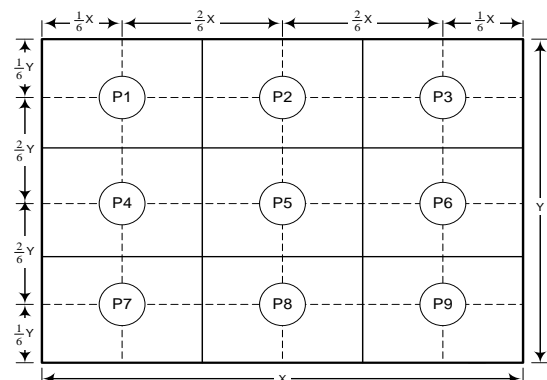 1/6 X 2/6 X 2/6 X 1/6 X
1/6 Y
P1 P2 P3
2/6 Y
P4 P5 P6
Y
2/6 Y
P7 P8 P9
1/6 Y
X